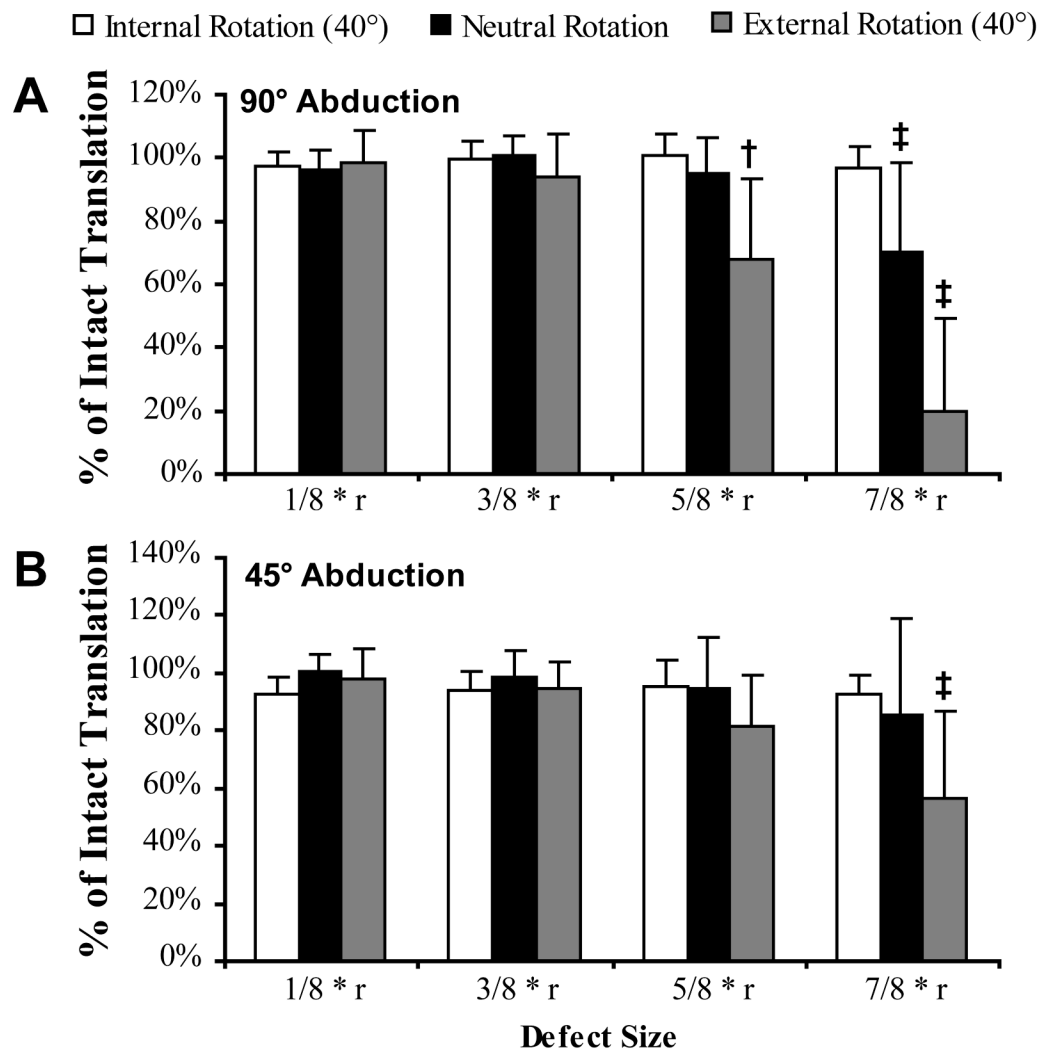 Internal Rotation (40°) Neutral Rotation External Rotation (40°)
A
90° Abduction
% of Intact Translation
120%
100%
80%
60%
40%
20%
0%
†
‡
‡
1/8 * r 3/8 * r 5/8 * r 7/8 * r
B
45° Abduction
% of Intact Translation
140%
120%
100%
80%
60%
40%
20%
0%
‡
1/8 * r 3/8 * r 5/8 * r 7/8 * r
Defect Size